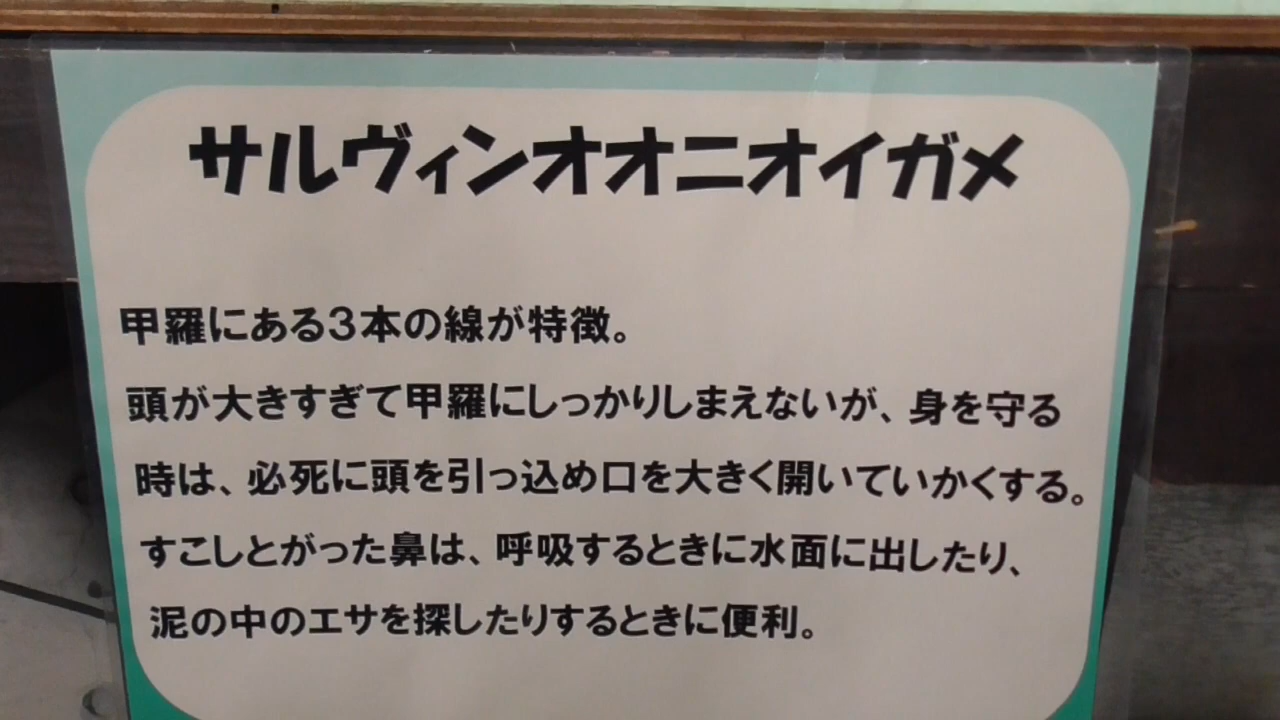 サルヴィンオオニオイガメ
甲羅にある３本の線が特徴。
頭が大きすぎて甲羅にしっかりしまえないが、身を守る
時は、必死に頭を引っ込め口を大きく開いていかくする。
すこしとがった鼻は、呼吸するときに水面に出したり、
泥の中のエサを探したりするときに便利。